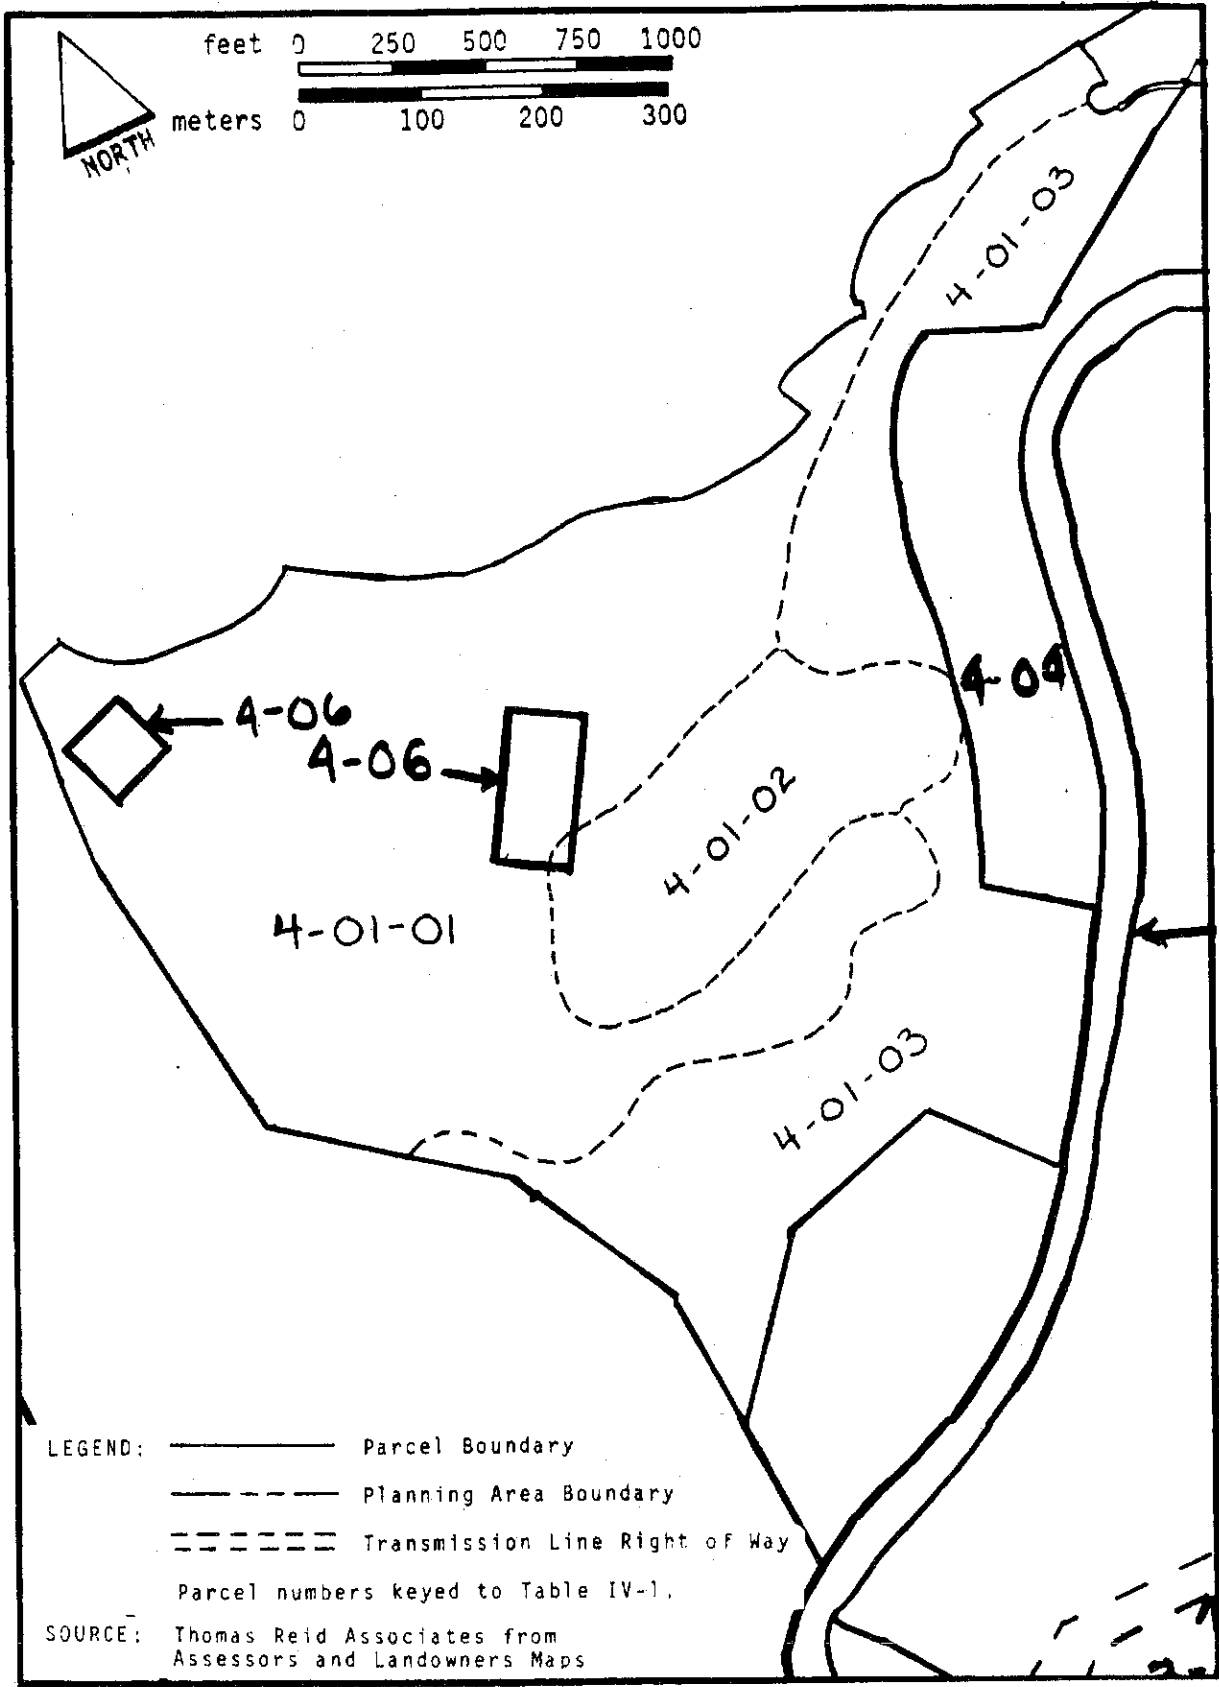 feet 0 250 500 750 1000
meters 0 100 200 300
NORTH
4-01-03
4-04
4-06
4-06
4-01-02
4-01-01
4-01-03
LEGEND: Parcel Boundary
Planning Area Boundary
Transmission Line Right of Way
Parcel numbers keyed to Table IV-1.
SOURCE: Thomas Reid Associates from
Assessors and Landowners Maps